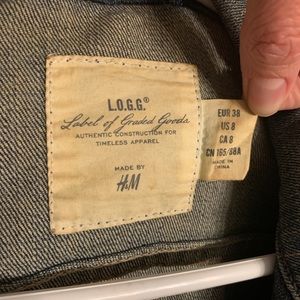 L.O.G.G.®
Label of Graded Goods
AUTHENTIC CONSTRUCTION FOR
TIMELESS APPAREL
MADE BY
H&M
EUR 38
US 8
CA 8
CN 165/88A
MADE IN
CHINA